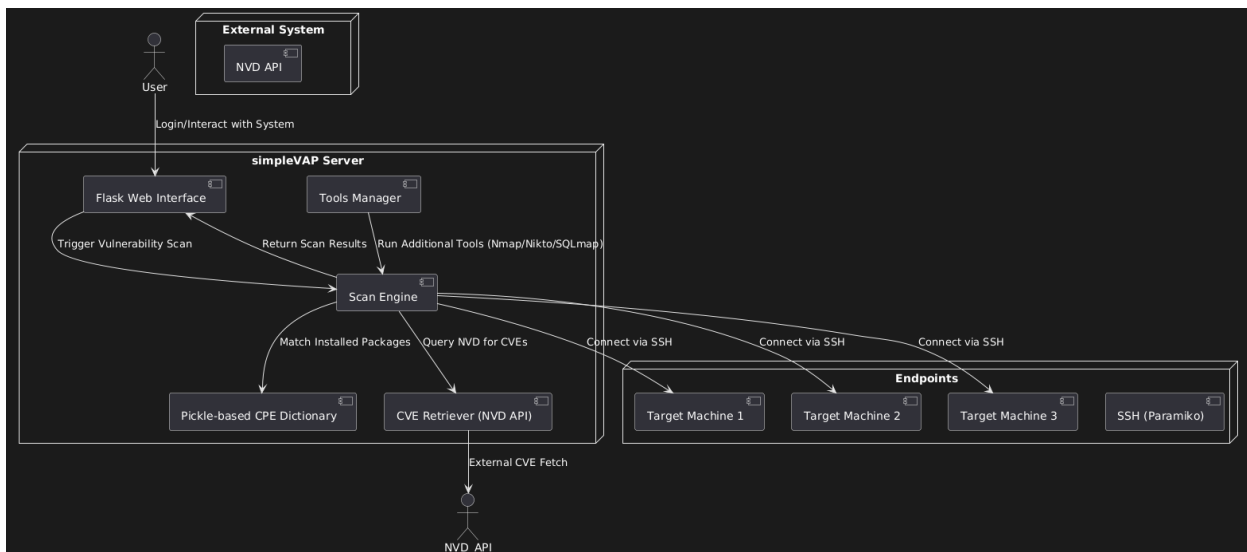 External System
NVD API
User
Login/Interact with System
simpleVAP Server
Flask Web Interface
Tools Manager
Trigger Vulnerability Scan
Return Scan Results
Run Additional Tools (Nmap/Nikto/SQLmap)
Scan Engine
Match Installed Packages
Query NVD for CVEs
Connect via SSH
Connect via SSH
Connect via SSH
Endpoints
Pickle-based CPE Dictionary
CVE Retriever (NVD API)
Target Machine 1
Target Machine 2
Target Machine 3
SSH (Paramiko)
External CVE Fetch
NVD_API